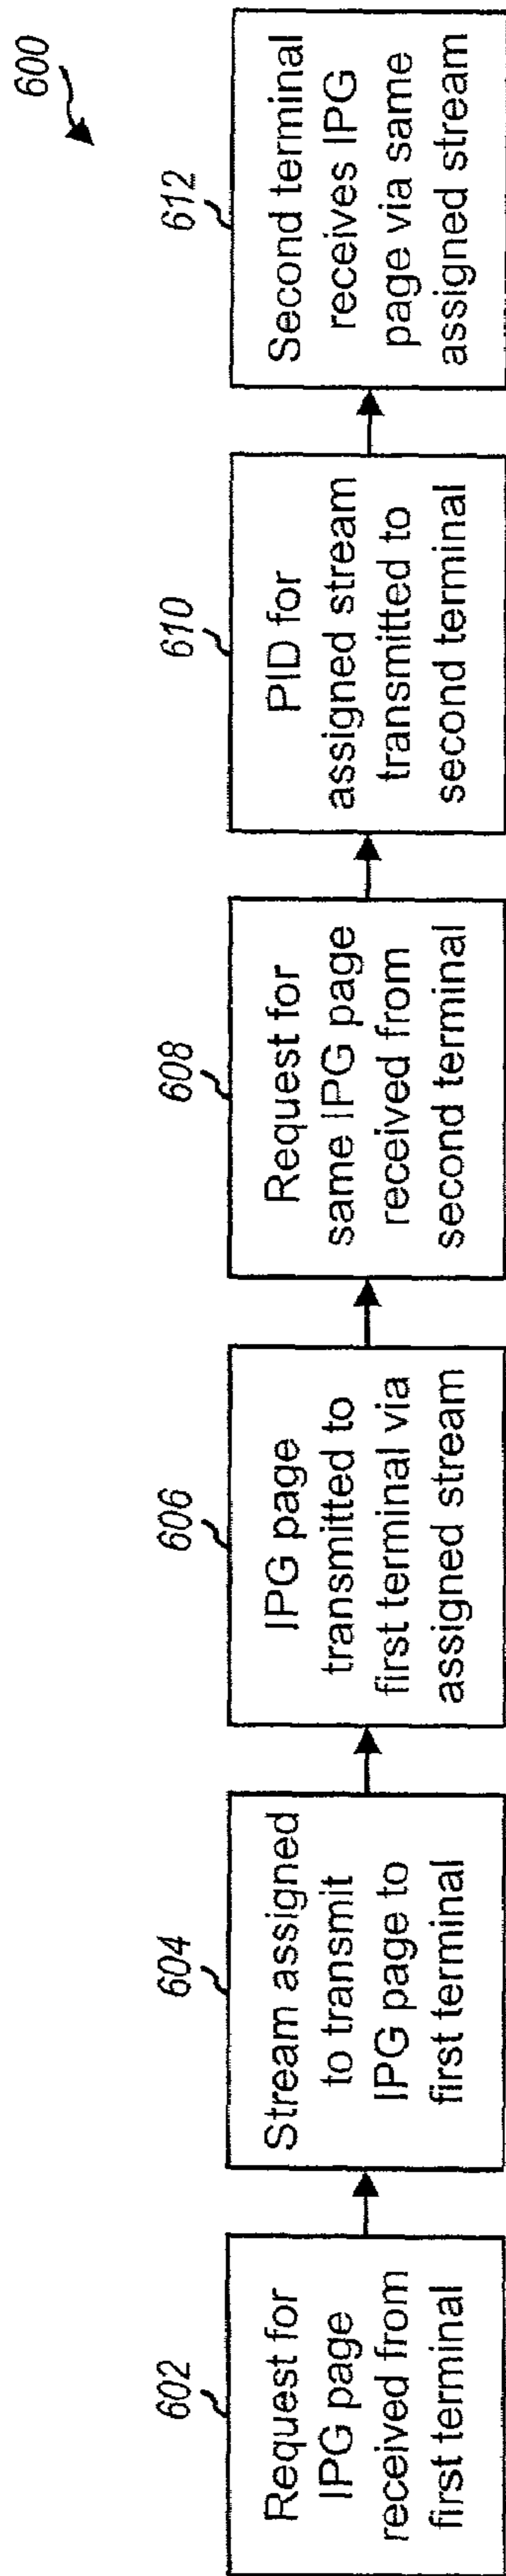 600
602
Request for
IPG page
received from
first terminal
604
Stream assigned
to transmit
IPG page to
first terminal
606
IPG page
transmitted to
first terminal via
assigned stream
608
Request for
same IPG page
received from
second terminal
610
PID for
assigned stream
transmitted to
second terminal
612
Second terminal
receives IPG
page via same
assigned stream